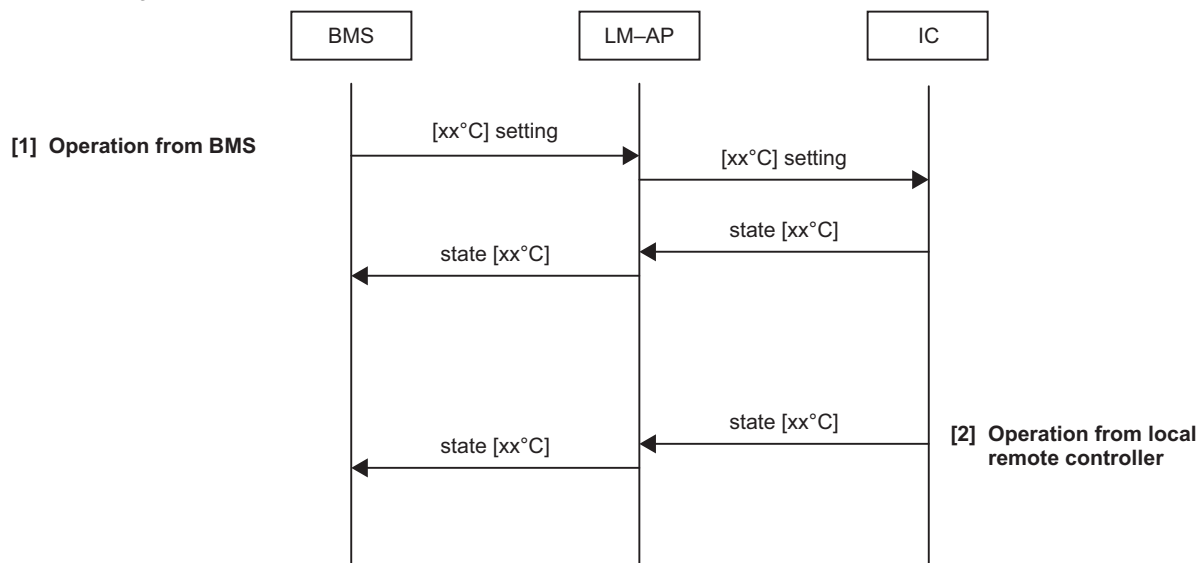 BMS
LM–AP
IC
[1] Operation from BMS
[xx°C] setting
[xx°C] setting
state [xx°C]
state [xx°C]
state [xx°C]
state [xx°C]
[2] Operation from local
remote controller